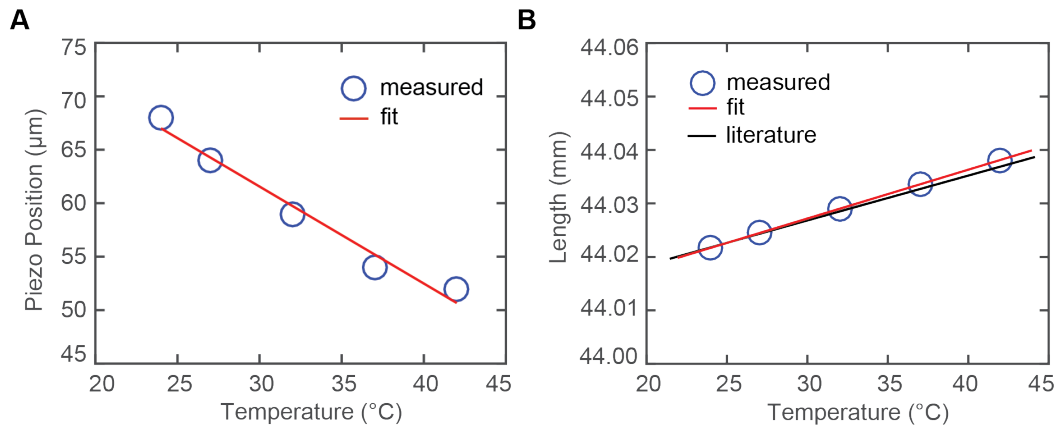 A
75
70
65
60
55
50
45
20 25 30 35 40 45
Piezo Position (µm)
Temperature (°C)
measured
fit
B
44.06
44.05
44.04
44.03
44.02
44.01
44.00
20 25 30 35 40 45
Length (mm)
Temperature (°C)
measured
fit
literature